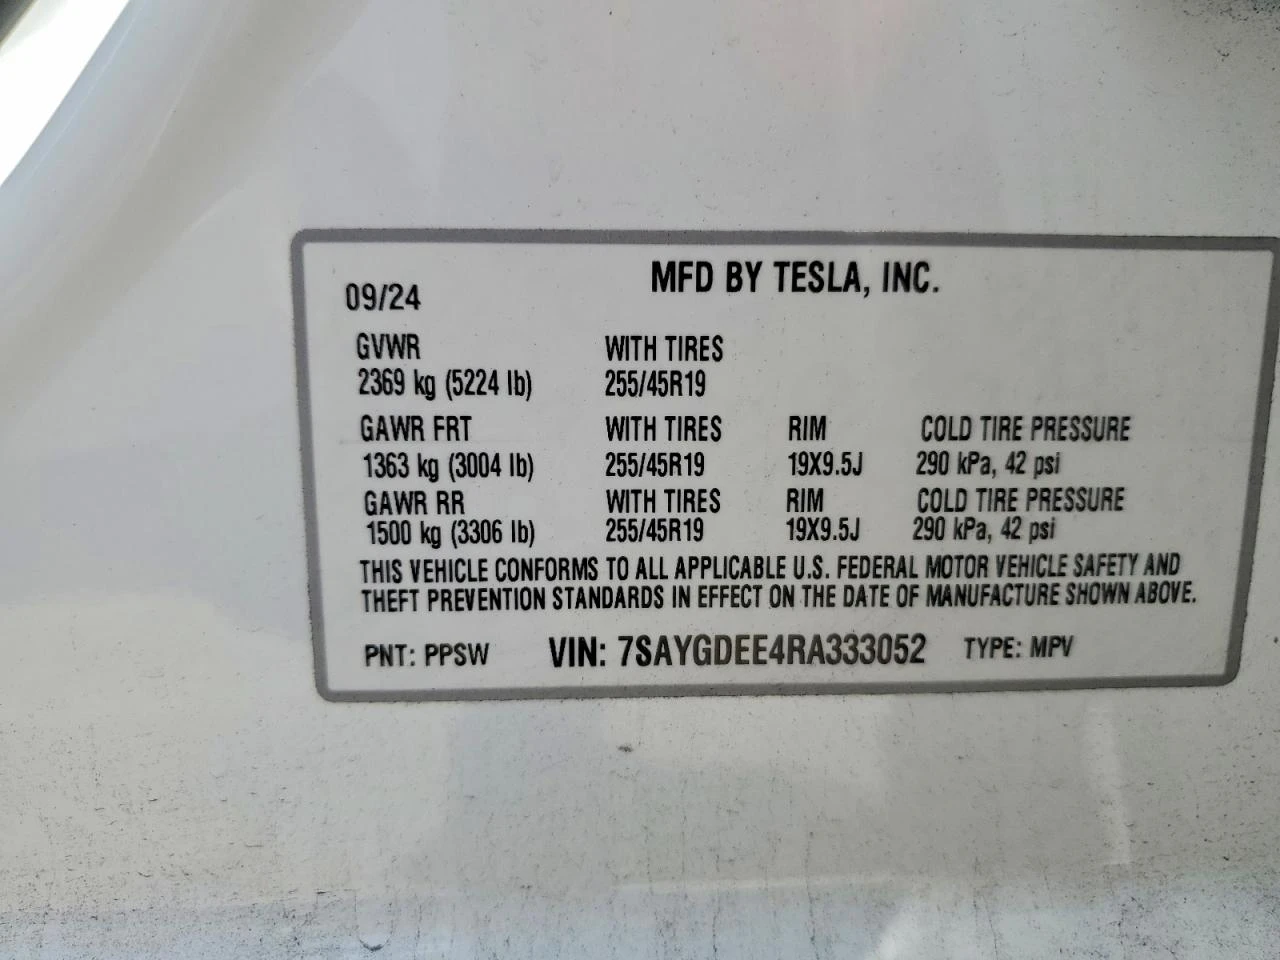 MFD BY TESLA, INC.
09/24
GVWR WITH TIRES
2369 kg (5224 lb) 255/45R19
GAWR FRT WITH TIRES RIM COLD TIRE PRESSURE
1363 kg (3004 lb) 255/45R19 19X9.5J 290 kPa, 42 psi
GAWR RR WITH TIRES RIM COLD TIRE PRESSURE
1500 kg (3306 lb) 255/45R19 19X9.5J 290 kPa, 42 psi
THIS VEHICLE CONFORMS TO ALL APPLICABLE U.S. FEDERAL MOTOR VEHICLE SAFETY AND
THEFT PREVENTION STANDARDS IN EFFECT ON THE DATE OF MANUFACTURE SHOWN ABOVE.
PNT: PPSW VIN: 7SAYGDEE4RA333052 TYPE: MPV